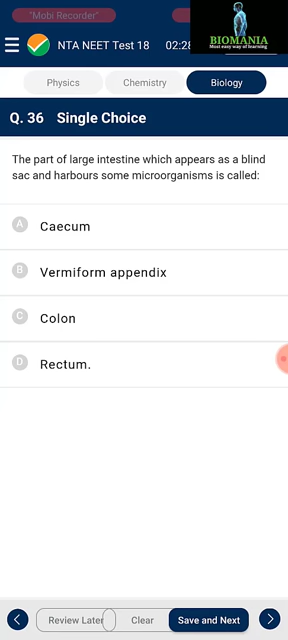 "Mobi Recorder"
BIOMANIA
Most easy way of learning
NTA NEET Test 18 02:28
Physics Chemistry Biology
Q. 36 Single Choice
The part of large intestine which appears as a blind
sac and harbours some microorganisms is called:
A Caecum
B Vermiform appendix
C Colon
D Rectum.
Review Later Clear Save and Next